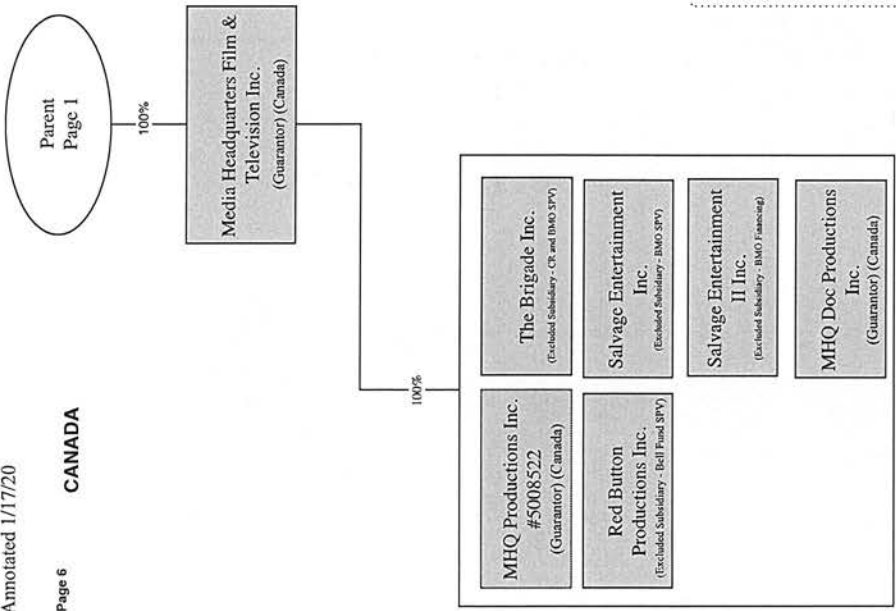 Annotated 1/17/20
Page 6
CANADA
Parent
Page 1
100%
Media Headquarters Film &
Television Inc.
(Guarantor) (Canada)
100%
MHQ Productions Inc.
#5008522
(Guarantor) (Canada)
The Brigade Inc.
(Excluded Subsidiary - CR and BMO SPV)
Red Button
Productions Inc.
(Excluded Subsidiary - Bell Fund SPV)
Salvage Entertainment
Inc.
(Excluded Subsidiary - BMO SPV)
Salvage Entertainment
II Inc.
(Excluded Subsidiary - BMO Financing)
MHQ Doc Productions
Inc.
(Guarantor) (Canada)